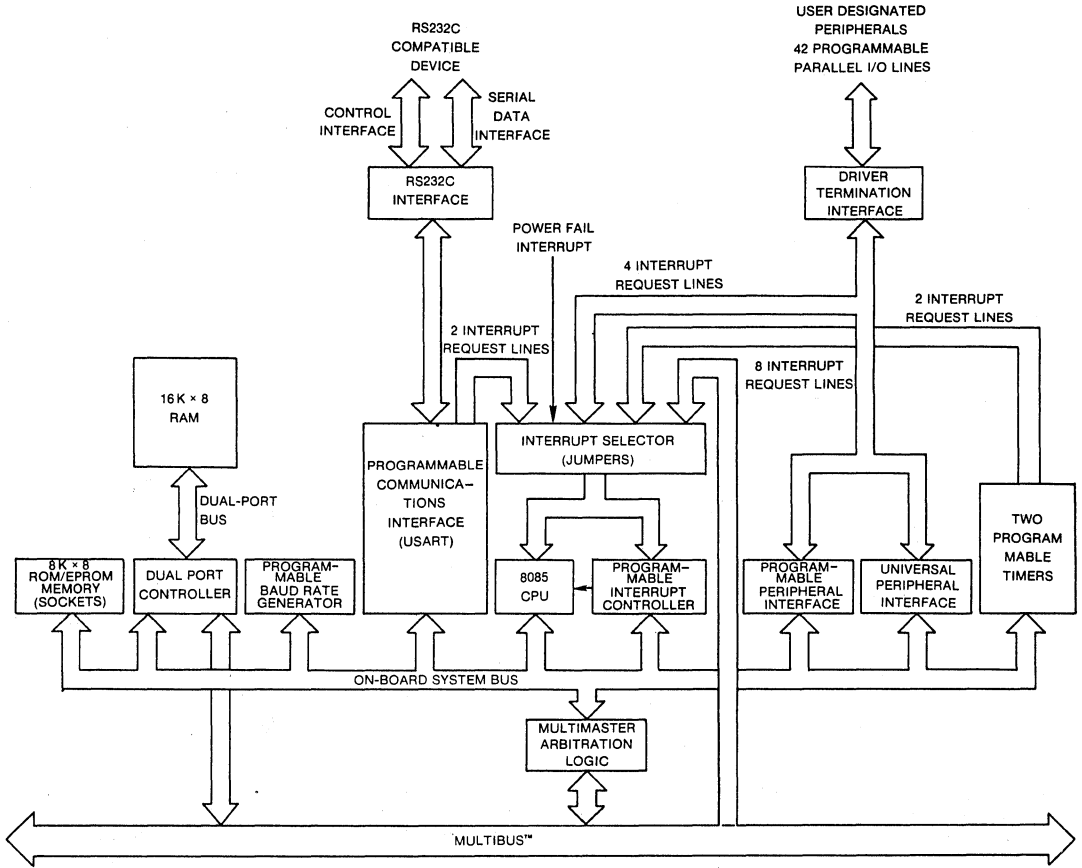 RS232C
COMPATIBLE
DEVICE
USER DESIGNATED
PERIPHERALS
42 PROGRAMMABLE
PARALLEL I/O LINES
CONTROL
INTERFACE
SERIAL
DATA
INTERFACE
RS232C
INTERFACE
DRIVER
TERMINATION
INTERFACE
POWER FAIL
INTERRUPT
4 INTERRUPT
REQUEST LINES
2 INTERRUPT
REQUEST LINES
2 INTERRUPT
REQUEST LINES
8 INTERRUPT
REQUEST LINES
16K × 8
RAM
DUAL-PORT
BUS
PROGRAMMABLE
COMMUNICA-
TIONS
INTERFACE
(USART)
INTERRUPT SELECTOR
(JUMPERS)
TWO
PROGRAM
MABLE
TIMERS
8K × 8
ROM/EPROM
MEMORY
(SOCKETS)
DUAL PORT
CONTROLLER
PROGRAM-
MABLE
BAUD RATE
GENERATOR
8085
CPU
PROGRAM-
MABLE
INTERRUPT
CONTROLLER
PROGRAM-
MABLE
PERIPHERAL
INTERFACE
UNIVERSAL
PERIPHERAL
INTERFACE
ON-BOARD SYSTEM BUS
MULTIMASTER
ARBITRATION
LOGIC
MULTIBUS™